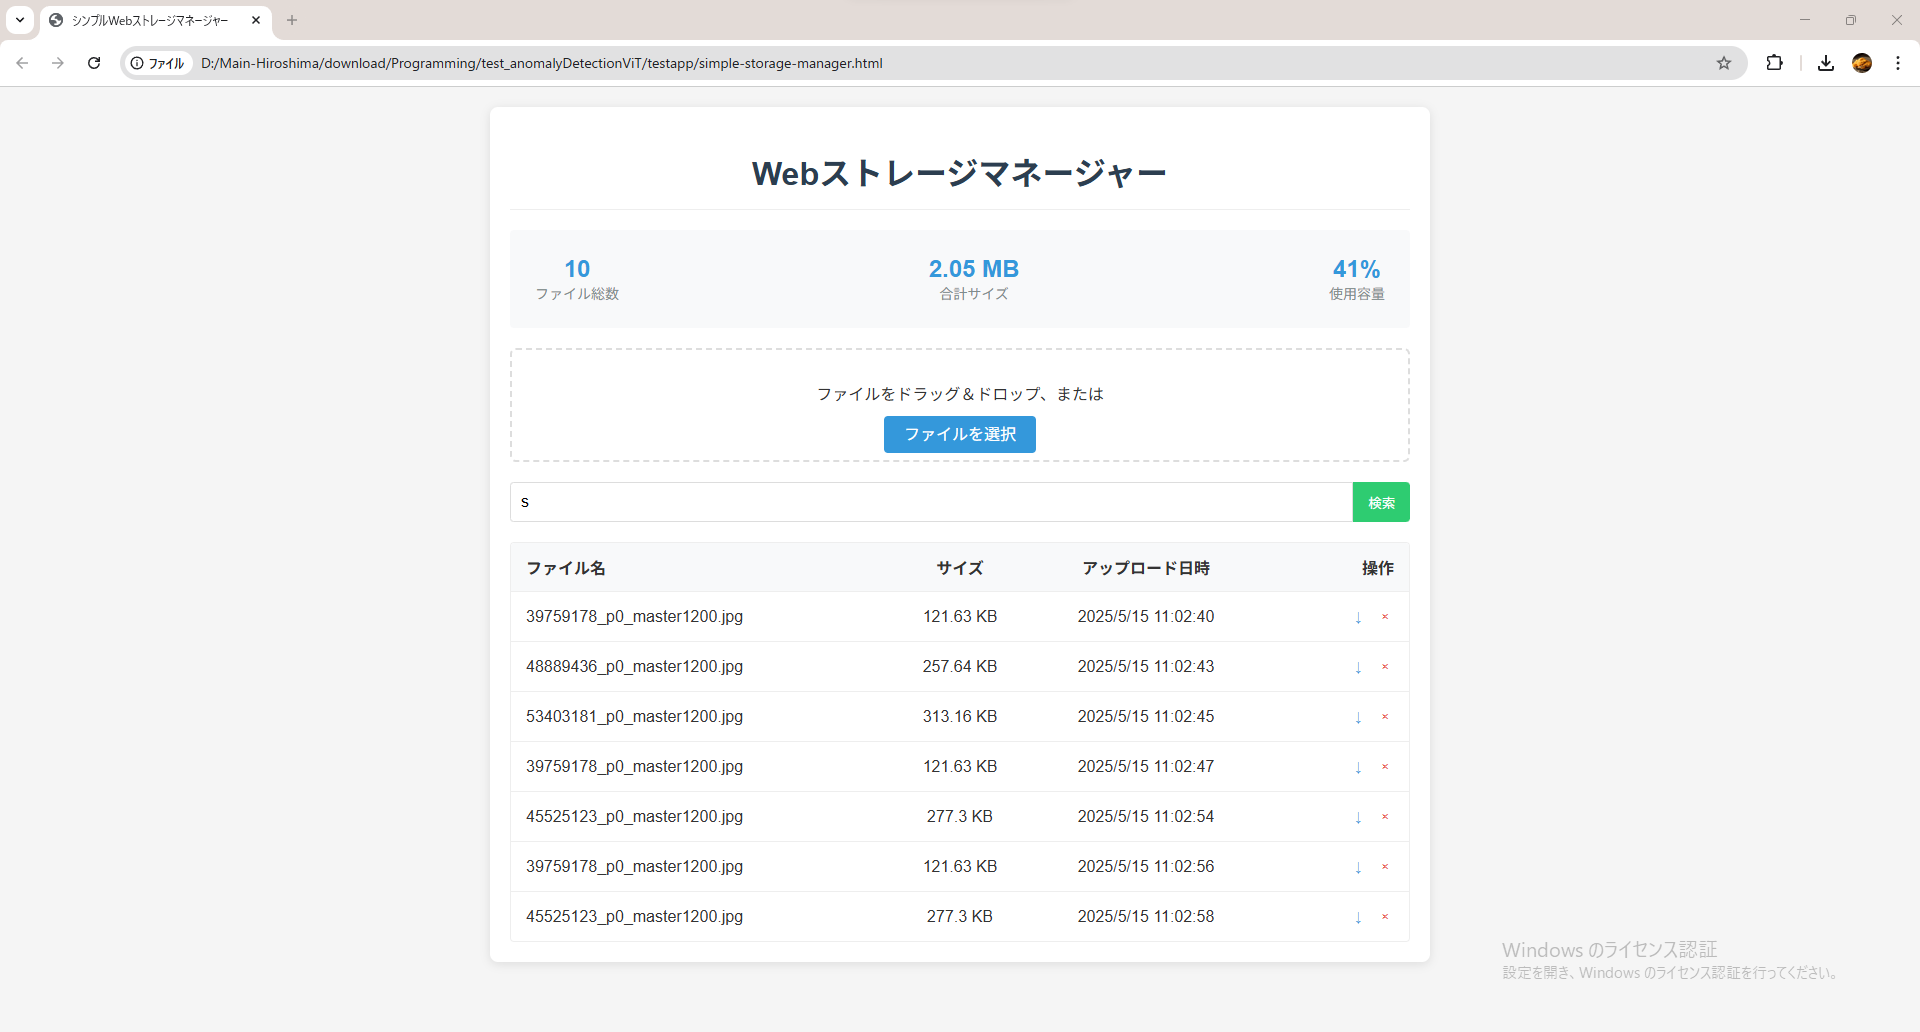 シンプルWebストレージマネージャー
ファイル D:/Main-Hiroshima/download/Programming/test_anomalyDetectionViT/testapp/simple-storage-manager.html
Webストレージマネージャー
10 2.05 MB 41%
ファイル総数 合計サイズ 使用容量
ファイルをドラッグ＆ドロップ、または
ファイルを選択
s 検索
ファイル名 サイズ アップロード日時 操作
39759178_p0_master1200.jpg 121.63 KB 2025/5/15 11:02:40 ↓ ×
48889436_p0_master1200.jpg 257.64 KB 2025/5/15 11:02:43 ↓ ×
53403181_p0_master1200.jpg 313.16 KB 2025/5/15 11:02:45 ↓ ×
39759178_p0_master1200.jpg 121.63 KB 2025/5/15 11:02:47 ↓ ×
45525123_p0_master1200.jpg 277.3 KB 2025/5/15 11:02:54 ↓ ×
39759178_p0_master1200.jpg 121.63 KB 2025/5/15 11:02:56 ↓ ×
45525123_p0_master1200.jpg 277.3 KB 2025/5/15 11:02:58 ↓ ×
Windows のライセンス認証
設定を開き、Windows のライセンス認証を行ってください。